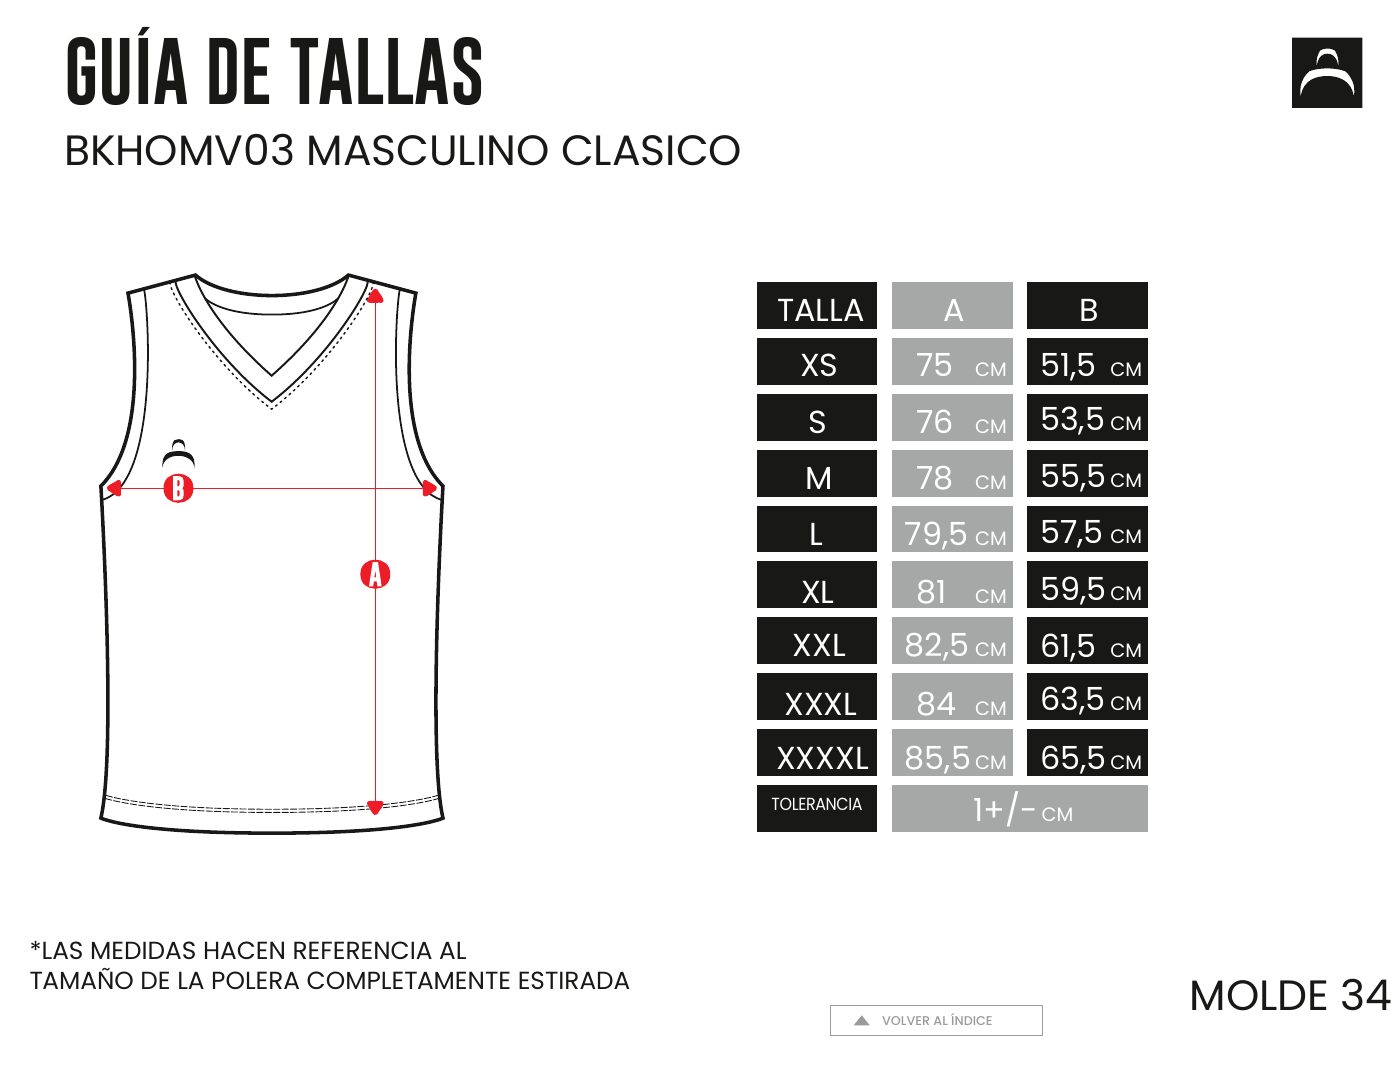 GUÍA DE TALLAS
BKHOMV03 MASCULINO CLASICO
TALLA A B
XS 75 CM 51,5 CM
S 76 CM 53,5 CM
M 78 CM 55,5 CM
L 79,5 CM 57,5 CM
XL 81 CM 59,5 CM
XXL 82,5 CM 61,5 CM
XXXL 84 CM 63,5 CM
XXXXL 85,5 CM 65,5 CM
TOLERANCIA 1+/- CM
B
A
*LAS MEDIDAS HACEN REFERENCIA AL
TAMAÑO DE LA POLERA COMPLETAMENTE ESTIRADA
VOLVER AL ÍNDICE
MOLDE 34